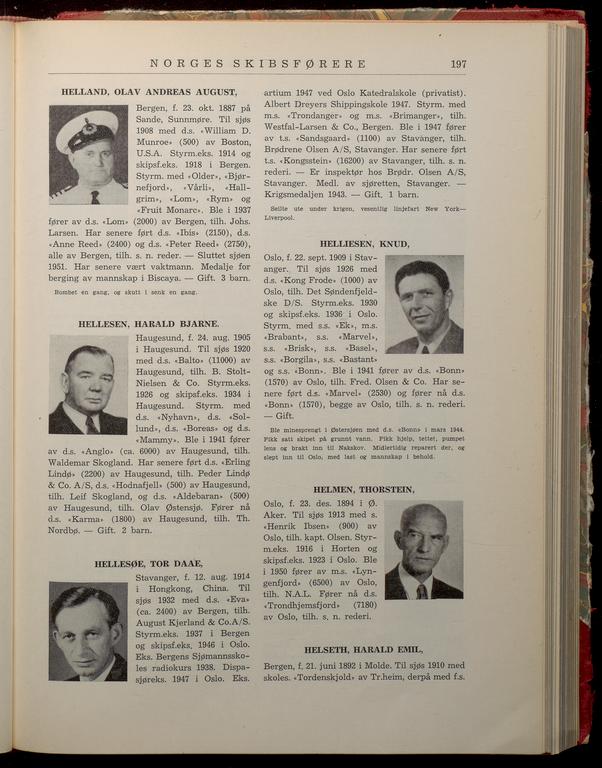 NORGES SKIBSFØRERE 197
HELLAND, OLAV ANDREAS AUGUST,
Bergen, f. 23. okt. 1887 på
Sande, Sunnmøre. Til sjøs
1908 med d.s. «William D.
Munroe» (500) av Boston,
U.S.A. Styrm.eks. 1914 og
skipsf.eks. 1918 i Bergen.
Styrm. med «Older», «Bjør-
nefjord», «Vårli», «Hall-
grim», «Lom», «Rym» og
«Fruit Monarc». Ble i 1937
fører av d.s. «Lom» (2000) av Bergen, tilh. Johs.
Larsen. Har senere ført d.s. «Ibis» (2150), d.s.
«Anne Reed» (2400) og d.s. «Peter Reed» (2750),
alle av Bergen, tilh. s. n. reder. — Sluttet sjøen
1951. Har senere vært vaktmann. Medalje for
berging av mannskap i Biscaya. — Gift. 3 barn.
Bombet en gang, og skutt i senk en gang.
HELLESEN, HARALD BJARNE.
Haugesund, f. 24. aug. 1905
i Haugesund. Til sjøs 1920
med d.s. «Balto» (11000) av
Haugesund, tilh. B. Stolt-
Nielsen & Co. Styrm.eks.
1926 og skipsf.eks. 1934 i
Haugesund. Styrm. med
d.s. «Nyhavn», d.s. «Sol-
lund», d.s. «Boreas» og d.s.
«Mammy». Ble i 1941 fører
av d.s. «Anglo» (ca. 6000) av Haugesund, tilh.
Waldemar Skogland. Har senere ført d.s. «Erling
Lindø» (2200) av Haugesund, tilh. Peder Lindø
& Co. A/S, d.s. «Hodnafjell» (500) av Haugesund,
tilh. Leif Skogland, og d.s. «Aldebaran» (500)
av Haugesund, tilh. Olav Østensjø. Fører nå
d.s. «Karma» (1800) av Haugesund, tilh. Th.
Nordbø. — Gift. 2 barn.
HELLESØE, TOR DAAE,
Stavanger, f. 12. aug. 1914
i Hongkong, China. Til
sjøs 1932 med d.s. «Eva»
(ca. 2400) av Bergen, tilh.
August Kjerland & Co.A/S.
Styrm.eks. 1937 i Bergen
og skipsf.eks. 1946 i Oslo.
Eks. Bergens Sjømannssko-
les radiokurs 1938. Dispa-
sjøreks. 1947 i Oslo. Eks.
artium 1947 ved Oslo Katedralskole (privatist).
Albert Dreyers Shippingskole 1947. Styrm. med
m.s. «Trondanger» og m.s. «Brimanger», tilh.
Westfal-Larsen & Co., Bergen. Ble i 1947 fører
av t.s. «Sandsgaard» (1100) av Stavanger, tilh.
Brødrene Olsen A/S, Stavanger. Har senere ført
t.s. «Kongsstein» (16200) av Stavanger, tilh. s. n.
rederi. — Er inspektør hos Brødr. Olsen A/S,
Stavanger. Medl. av sjøretten, Stavanger. —
Krigsmedaljen 1943. — Gift. 1 barn.
Seilte ute under krigen, vesentlig linjefart New York—
Liverpool.
HELLIESEN, KNUD,
Oslo, f. 22. sept. 1909 i Stav-
anger. Til sjøs 1926 med
d.s. «Kong Frode» (1000) av
Oslo, tilh. Det Søndenfjeld-
ske D/S. Styrm.eks. 1930
og skipsf.eks. 1936 i Oslo.
Styrm. med s.s. «Ek», m.s.
«Brabant», s.s. «Marvel»,
s.s. «Brisk», s.s. «Basel»,
s.s. «Borgila», s.s. «Bastant»
og s.s. «Bonn». Ble i 1941 fører av d.s. «Bonn»
(1570) av Oslo, tilh. Fred. Olsen & Co. Har se-
nere ført d.s. «Marvel» (2530) og fører nå d.s.
«Bonn» (1570), begge av Oslo, tilh. s. n. rederi.
— Gift.
Ble minesprengt i Østersjøen med d.s. «Bonn» i mars 1944.
Fikk satt skipet på grunnt vann. Fikk hjelp, tettet, pumpet
lens og brakt inn til Nakskov. Midlertidig reparert der, og
slept inn til Oslo, med last og mannskap i behold.
HELMEN, THORSTEIN,
Oslo, f. 23. des. 1894 i Ø.
Aker. Til sjøs 1913 med s.
«Henrik Ibsen» (900) av
Oslo, tilh. kapt. Olsen. Styr-
m.eks. 1916 i Horten og
skipsf.eks. 1923 i Oslo. Ble
i 1950 fører av m.s. «Lyn-
genfjord» (6500) av Oslo,
tilh. N.A.L. Fører nå d.s.
«Trondhjemsfjord» (7180)
av Oslo, tilh. s. n. rederi.
HELSETH, HARALD EMIL,
Bergen, f. 21. juni 1892 i Molde. Til sjøs 1910 med
skoles. «Tordenskjold» av Tr.heim, derpå med f.s.